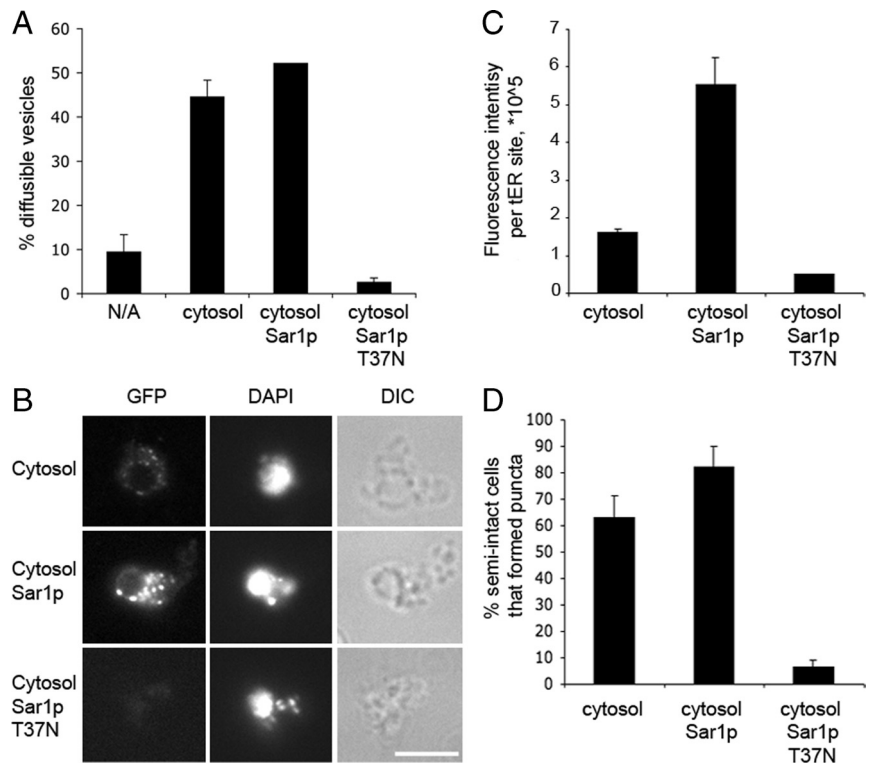 A
% diffusible vesicles
60
50
40
30
20
10
0
N/A
cytosol
cytosol
Sar1p
cytosol
Sar1p
T37N
C
Fluorescence intentisy
per tER site, *10^5
7
6
5
4
3
2
1
0
cytosol
cytosol
Sar1p
cytosol
Sar1p
T37N
B
GFP DAPI DIC
Cytosol
Cytosol
Sar1p
Cytosol
Sar1p
T37N
D
% semi-intact cells
that formed puncta
100
90
80
70
60
50
40
30
20
10
0
cytosol
cytosol
Sar1p
cytosol
Sar1p
T37N